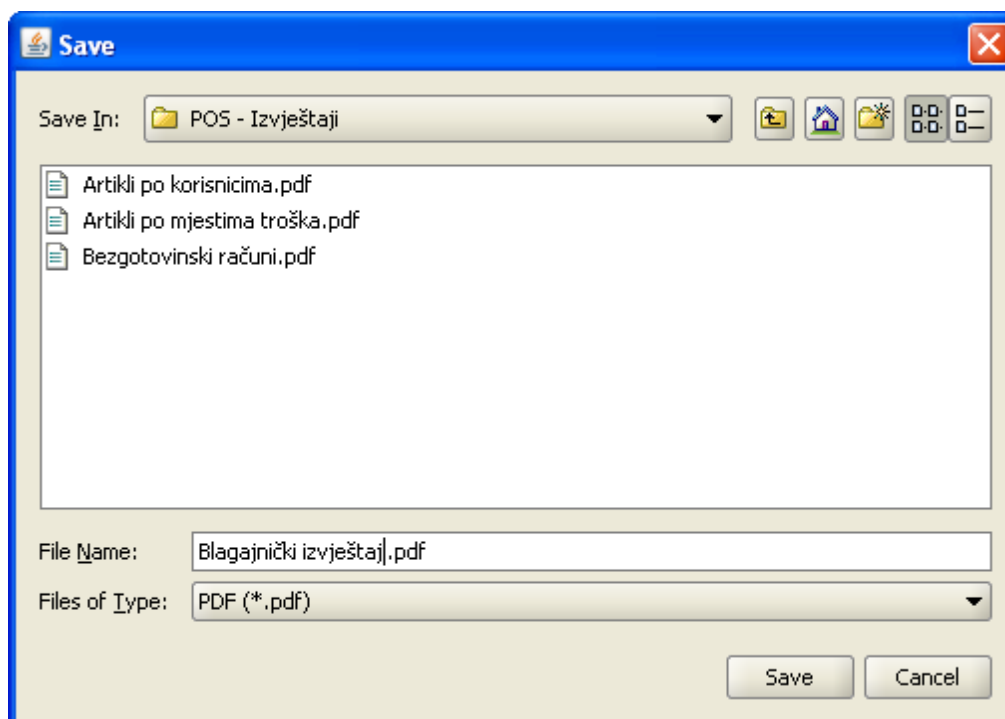 Save
Save In: POS - Izvještaji
Artikli po korisnicima.pdf
Artikli po mjestima troška.pdf
Bezgotovinski računi.pdf
File Name: Blagajnički izvještaj.pdf
Files of Type: PDF (*.pdf)
Save Cancel